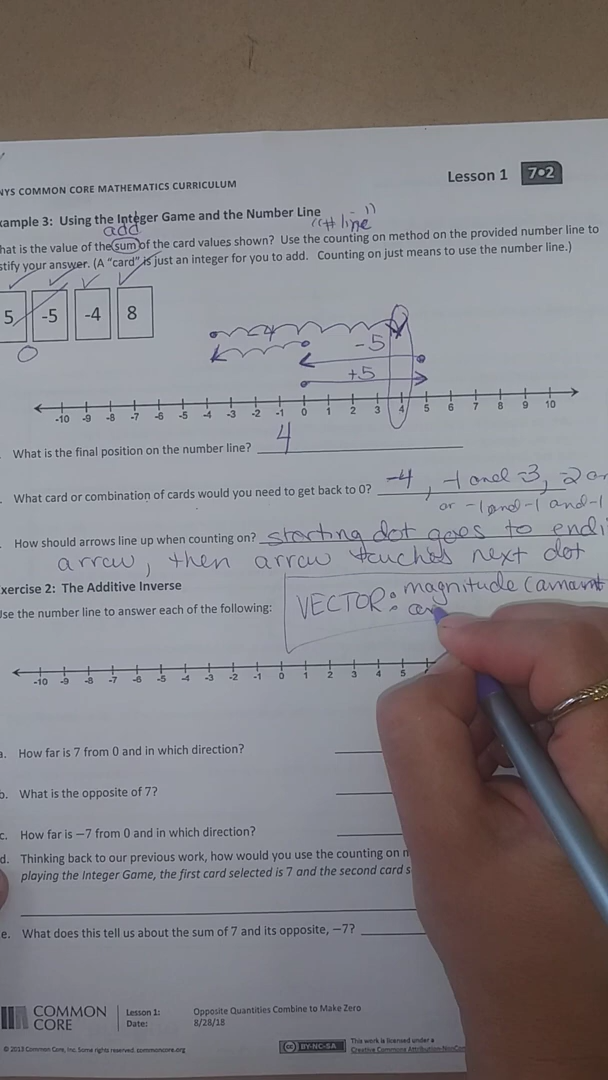 NYS COMMON CORE MATHEMATICS CURRICULUM
Lesson 1 7•2
xample 3: Using the Integer Game and the Number Line
add "# line"
hat is the value of the sum of the card values shown? Use the counting on method on the provided number line to
stify your answer. (A "card" is just an integer for you to add. Counting on just means to use the number line.)
5 -5 -4 8
0
-4
-5
+5
-10 -9 -8 -7 -6 -5 -4 -3 -2 -1 0 1 2 3 4 5 6 7 8 9 10
What is the final position on the number line? 4
What card or combination of cards would you need to get back to 0? -4, -1 and -3, -2 or
or -1 and -1 and -1
How should arrows line up when counting on? starting dot goes to endi
arrow, then arrow touches next dot
xercise 2: The Additive Inverse
Use the number line to answer each of the following:
VECTOR: magnitude (amount
-10 -9 -8 -7 -6 -5 -4 -3 -2 -1 0 1 2 3 4 5
a. How far is 7 from 0 and in which direction?
b. What is the opposite of 7?
c. How far is −7 from 0 and in which direction?
d. Thinking back to our previous work, how would you use the counting on
playing the Integer Game, the first card selected is 7 and the second card s
e. What does this tell us about the sum of 7 and its opposite, −7?
COMMON CORE
Lesson 1: Opposite Quantities Combine to Make Zero
Date: 8/28/18
© 2013 Common Core, Inc. Some rights reserved. commoncore.org
(cc) BY-NC-SA
This work is licensed under a
Creative Commons